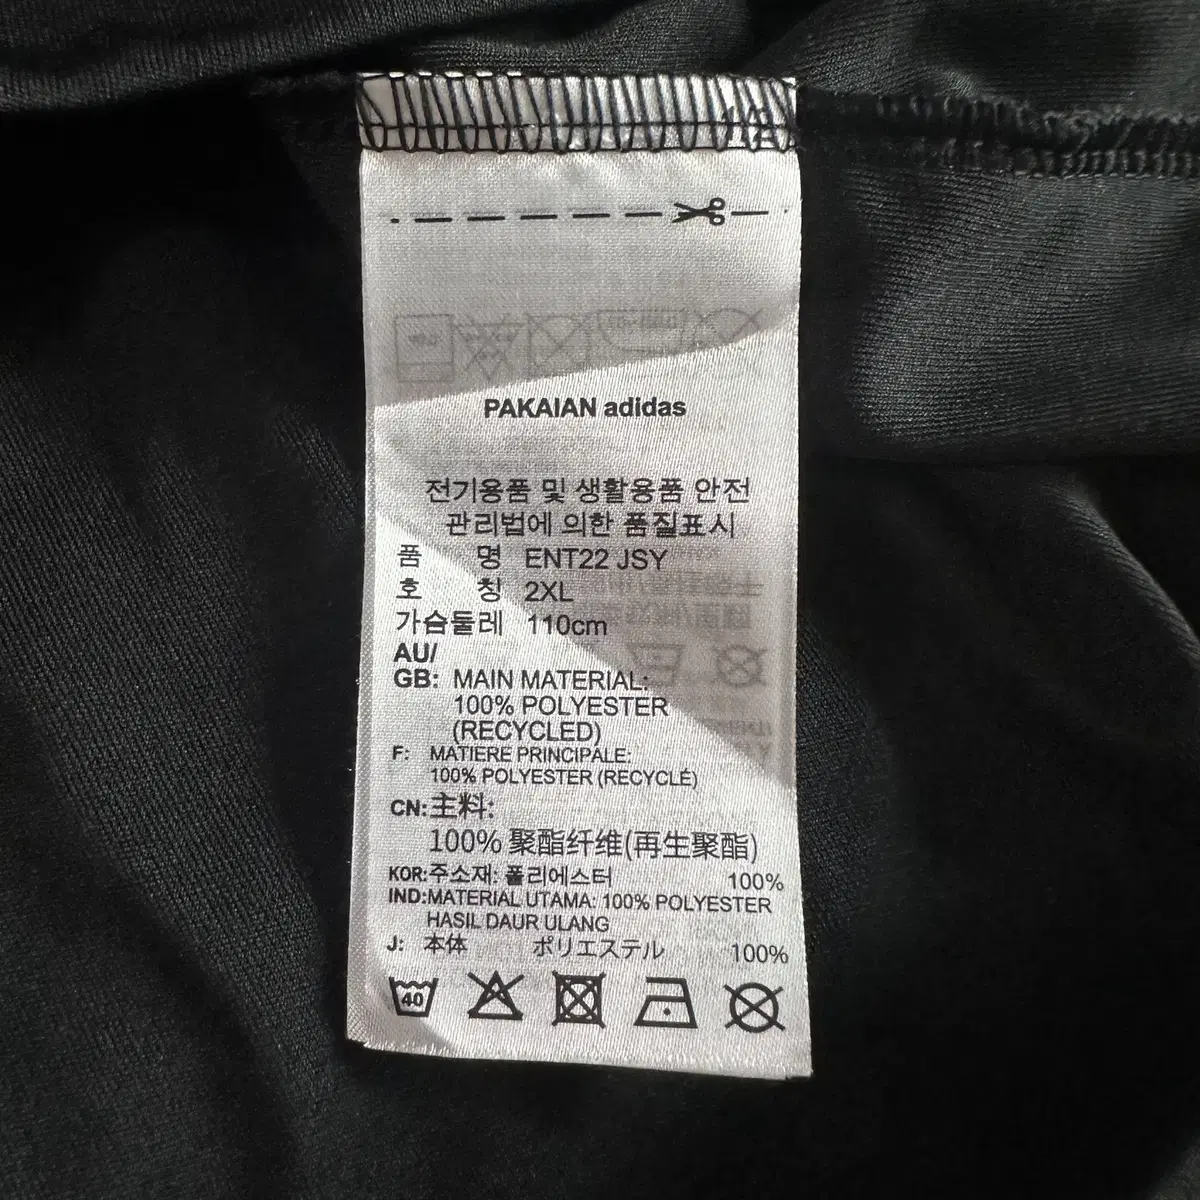 PAKAIAN adidas
전기용품 및 생활용품 안전
관리법에 의한 품질표시
품 명 ENT22 JSY
호 칭 2XL
가슴둘레 110cm
AU/
GB: MAIN MATERIAL:
100% POLYESTER
(RECYCLED)
F: MATIERE PRINCIPALE:
100% POLYESTER (RECYCLÉ)
CN:主料:
100% 聚酯纤维(再生聚酯)
KOR:주소재: 폴리에스터 100%
IND:MATERIAL UTAMA: 100% POLYESTER
HASIL DAUR ULANG
J: 本体 ポリエステル 100%
40